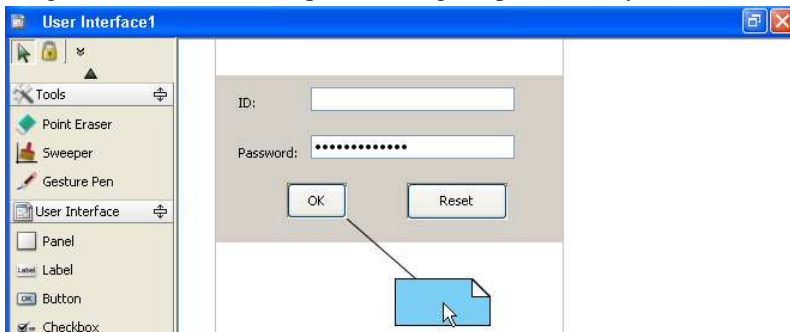 User Interface1
Tools
Point Eraser
Sweeper
Gesture Pen
User Interface
Panel
Label Label
OK Button
Checkbox
ID:
Password: •••••••••••••
OK Reset